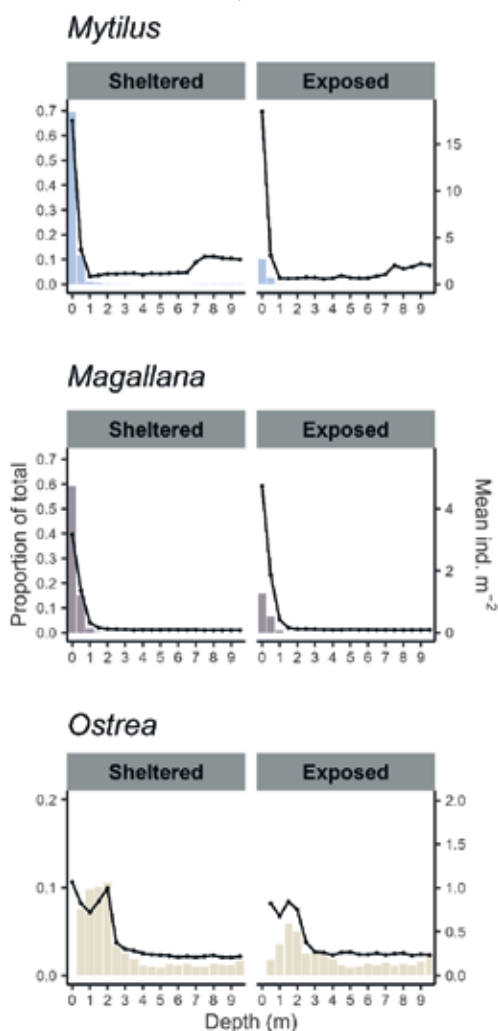 Mytilus
Sheltered Exposed
0.7
0.6
0.5
0.4
0.3
0.2
0.1
0.0
15
10
5
0
0 1 2 3 4 5 6 7 8 9 0 1 2 3 4 5 6 7 8 9
Magallana
Sheltered Exposed
Proportion of total
0.7
0.6
0.5
0.4
0.3
0.2
0.1
0.0
4
2
0
Mean ind. m⁻²
0 1 2 3 4 5 6 7 8 9 0 1 2 3 4 5 6 7 8 9
Ostrea
Sheltered Exposed
0.2
0.1
0.0
2.0
1.5
1.0
0.5
0.0
0 1 2 3 4 5 6 7 8 9 0 1 2 3 4 5 6 7 8 9
Depth (m)